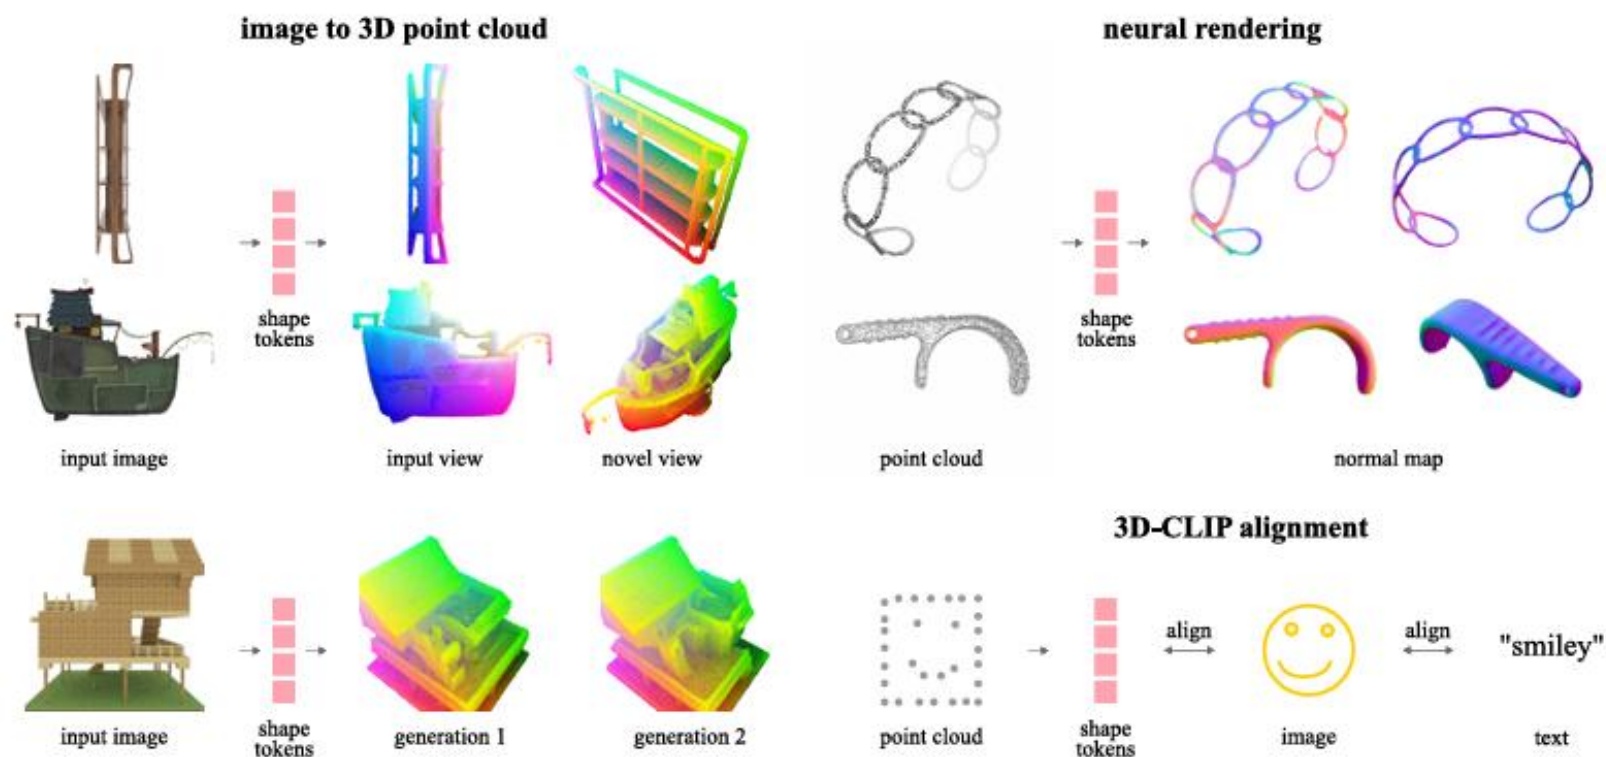 image to 3D point cloud
shape
tokens
input image
input view
novel view
input image
shape
tokens
generation 1
generation 2
neural rendering
shape
tokens
point cloud
normal map
3D-CLIP alignment
align
align
"smiley"
point cloud
shape
tokens
image
text